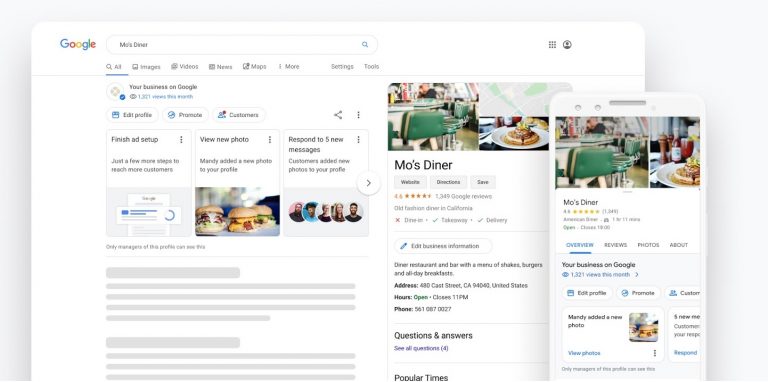 Google
Mo's Diner
All
Images
Videos
News
Maps
More
Settings
Tools
Your business on Google
1,321 views this month
Edit profile
Promote
Customers
Finish ad setup
Just a few more steps to
reach more customers
Google
View new photo
Mandy added a new
photo to your profile
Respond to 5 new
messages
Customers added new
photos to your profile
Only managers of this profile can see this
Mo's Diner
Website
Directions
Save
4.6
1,349 Google reviews
Old fashion diner in California
Dine-in
Takeaway
Delivery
Edit business information
Diner restaurant and bar with a menu of shakes, burgers
and all-day breakfasts.
Address: 480 Cast Street, CA 94040, United States
Hours: Open • Closes 11PM
Phone: 561 087 0027
Questions & answers
See all questions (4)
Popular Times
Mo's Diner
4.6
(1,349)
American Diner
1 hr 11 mins
Open
Closes 18:00
OVERVIEW
REVIEWS
PHOTOS
ABOUT
Your business on Google
1,321 views this month
Edit profile
Promote
Custom
Mandy added a new
photo
View photos
5 new me
Customer
your resp
Respond
Only managers of this profile can see this